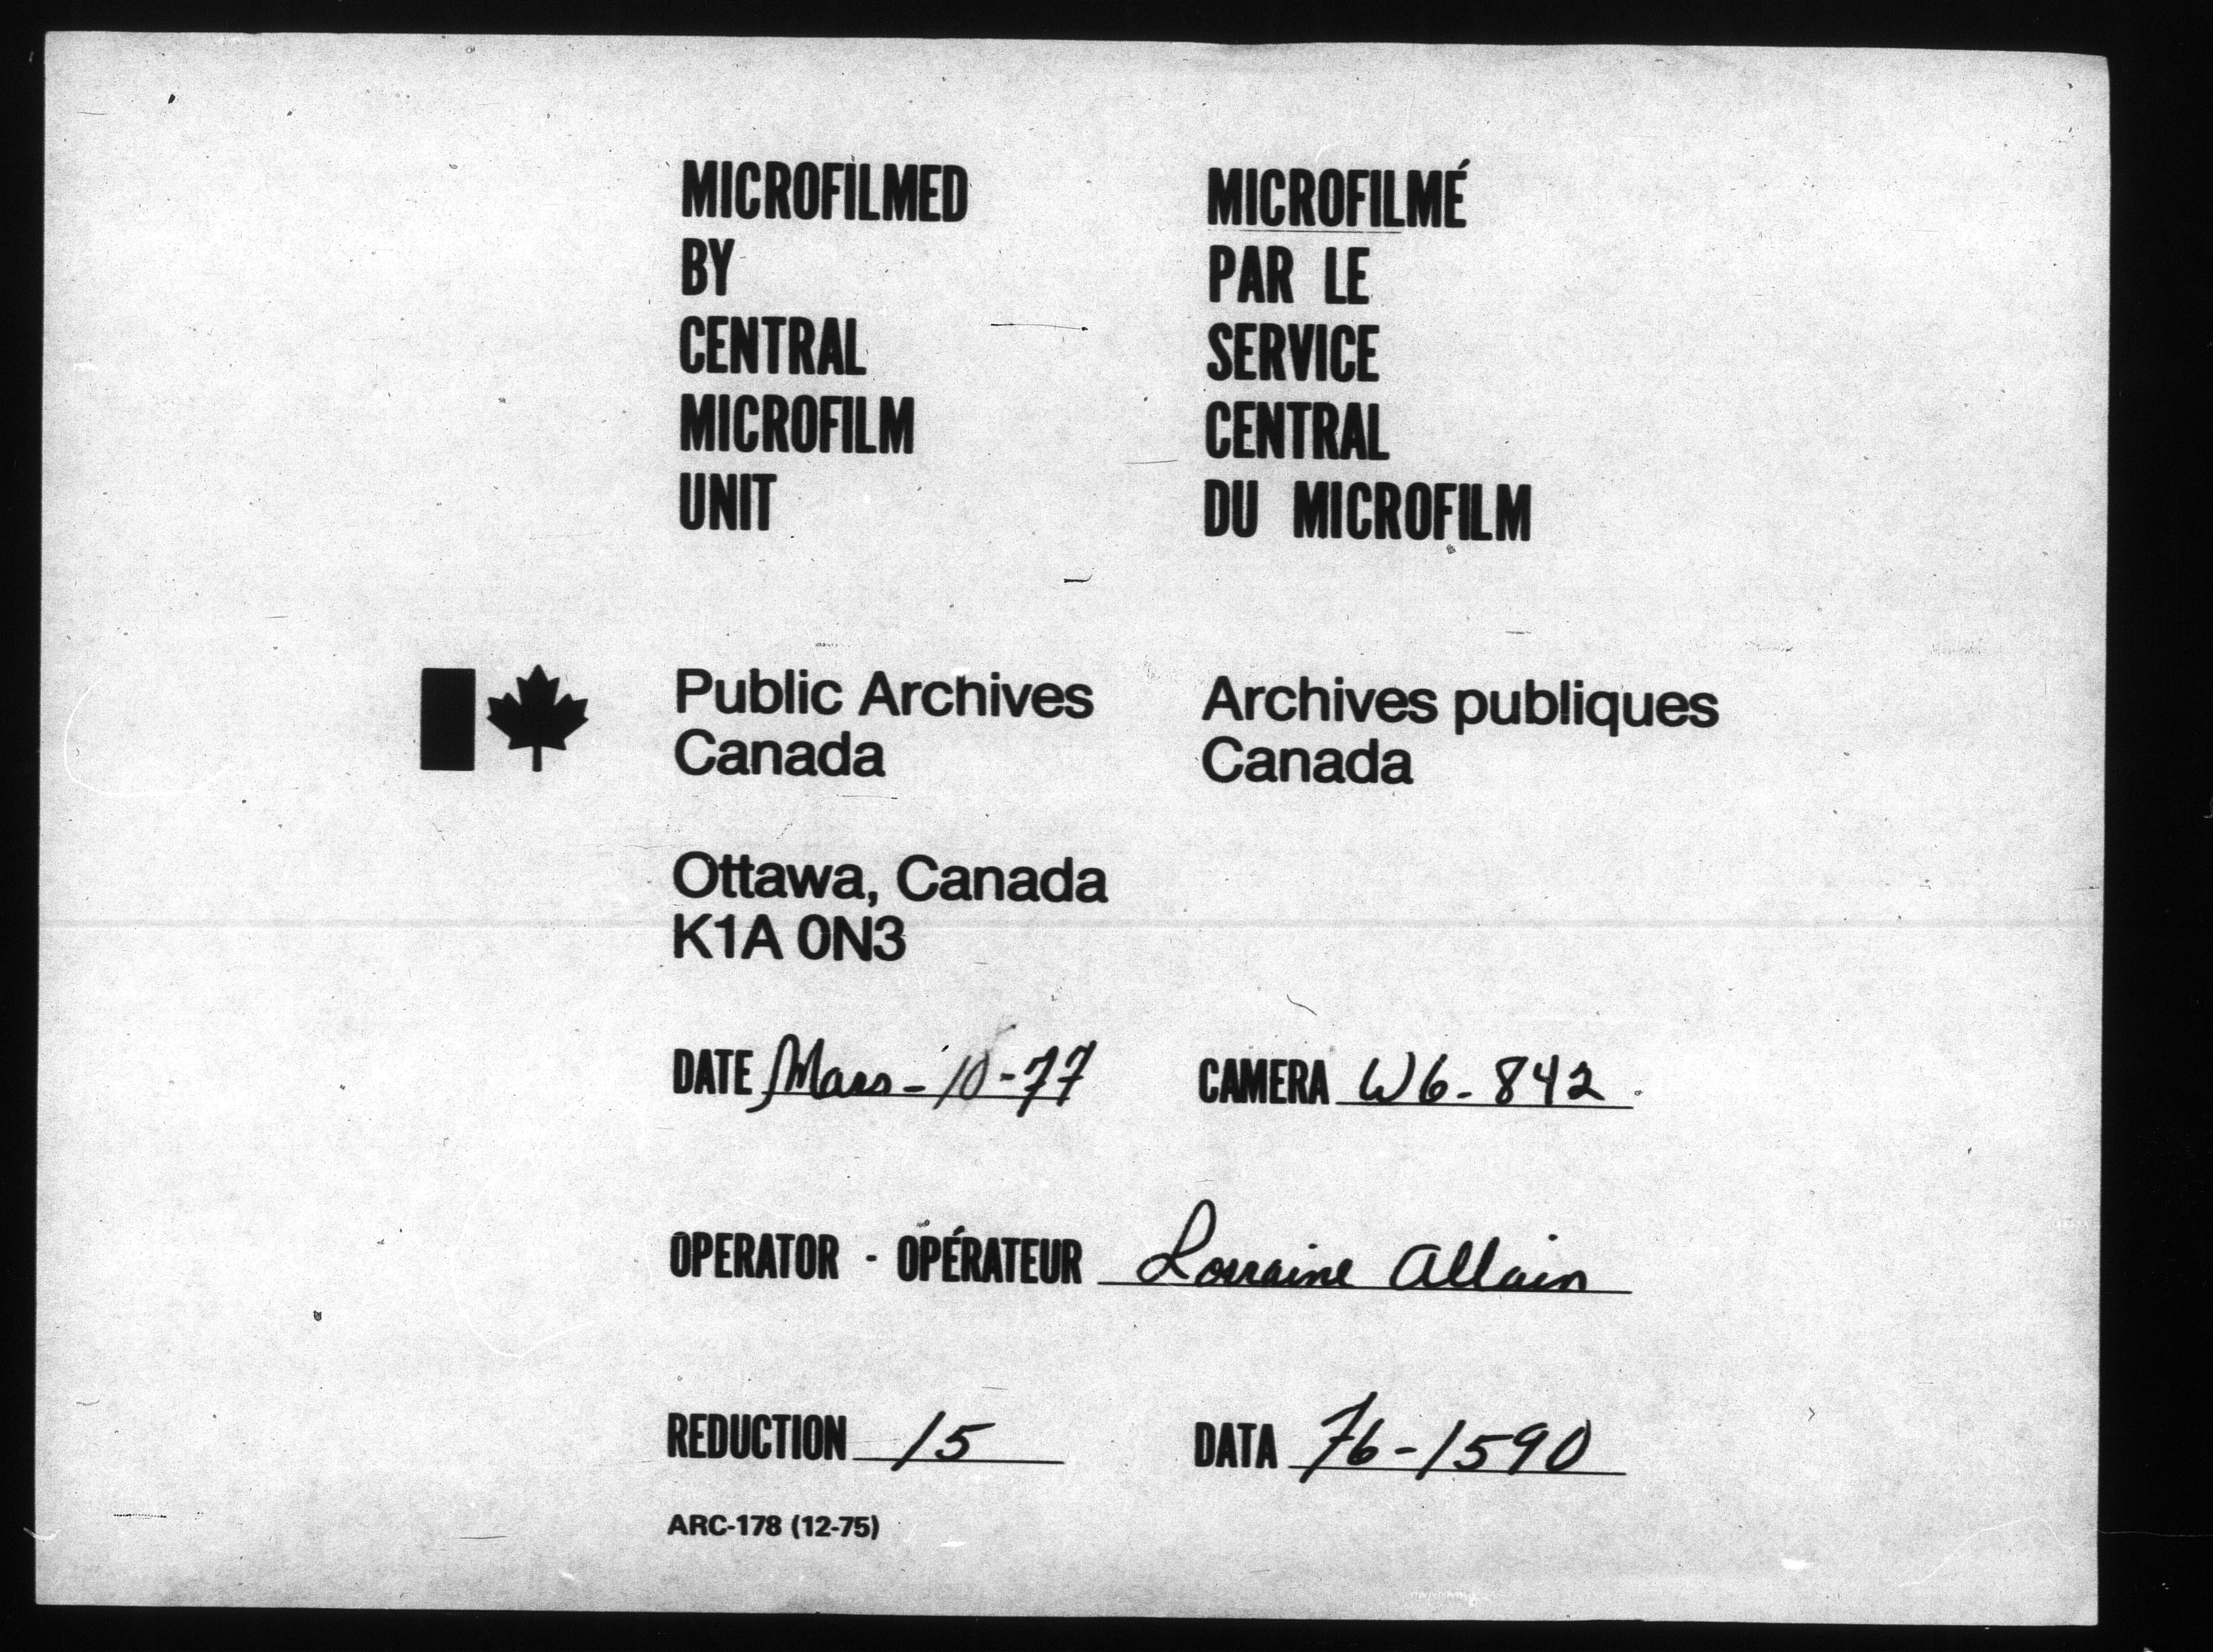 MICROFILMED
BY
CENTRAL
MICROFILM
UNIT
MICROFILMÉ
PAR LE
SERVICE
CENTRAL
DU MICROFILM
Public Archives
Canada
Archives publiques
Canada
Ottawa, Canada
K1A 0N3
DATE Mars-10-77
CAMERA W6-842.
OPERATOR - OPÉRATEUR Lorraine Allain
REDUCTION 15
DATA 76-1590
ARC-178 (12-75)